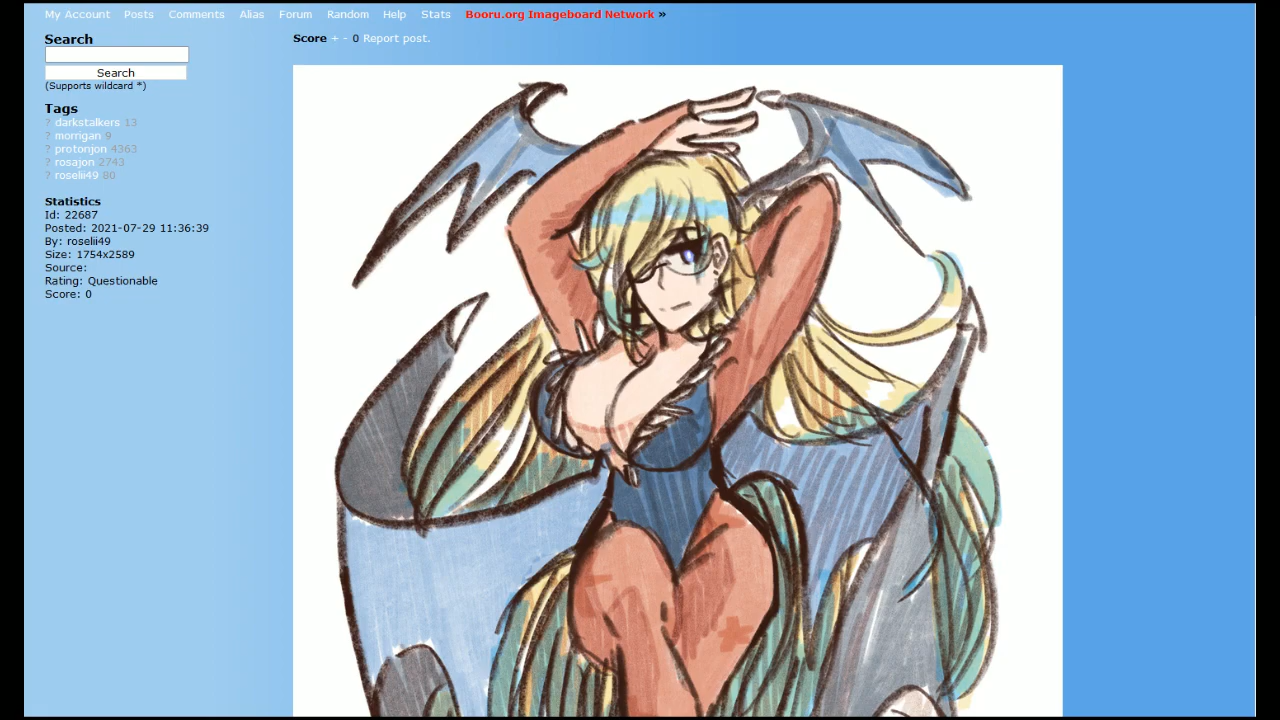 My Account Posts Comments Alias Forum Random Help Stats Booru.org Imageboard Network »
Search
Search
(Supports wildcard *)
Tags
? darkstalkers 13
? morrigan 9
? protonjon 4363
? rosajon 2743
? roselii49 80
Statistics
Id: 22687
Posted: 2021-07-29 11:36:39
By: roselii49
Size: 1754x2589
Source:
Rating: Questionable
Score: 0
Score + - 0 Report post.